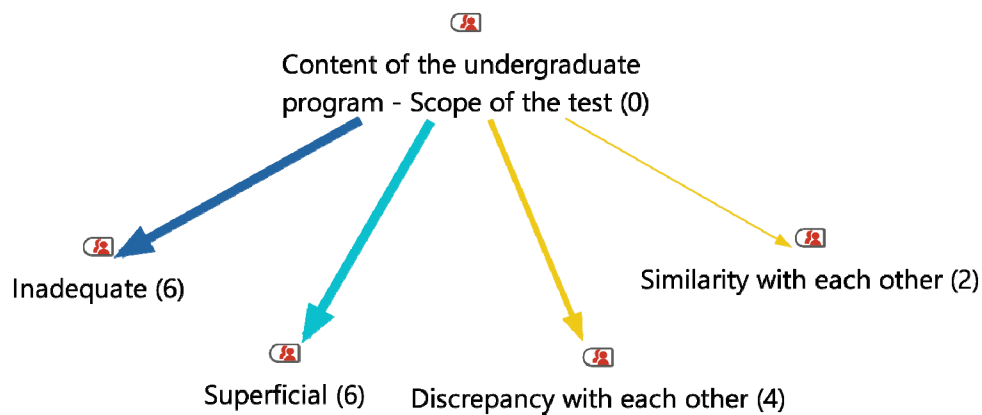 Content of the undergraduate
program - Scope of the test (0)
Inadequate (6)
Similarity with each other (2)
Superficial (6)
Discrepancy with each other (4)